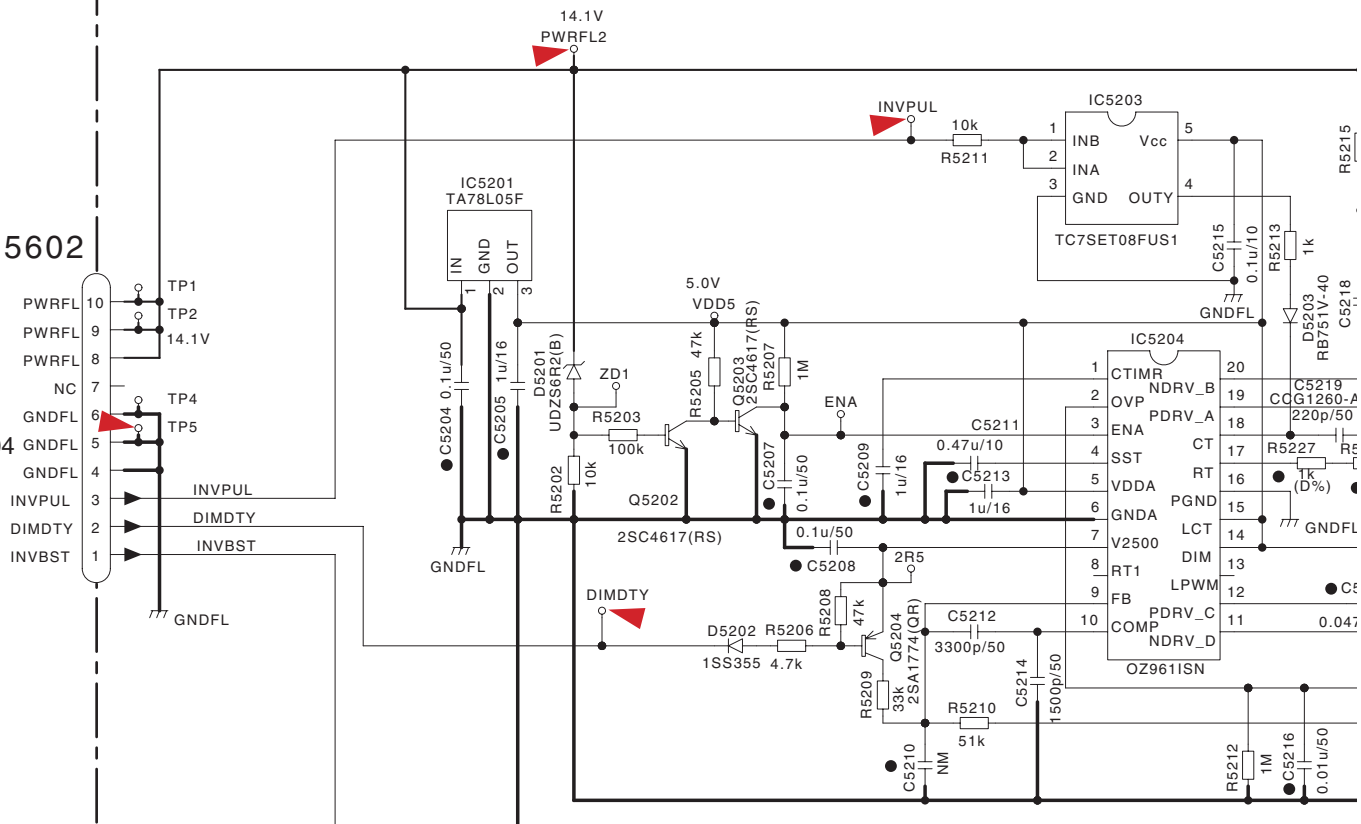 14.1V
PWRFL2
INVPUL
IC5203
10k
R5211
1
INB
Vcc
5
2
INA
3
GND
OUTY
4
TC7SET08FUS1
R5215
C5215
0.1u/10
R5213
1k
GNDFL
D5203
RB751V-40
C5218
IC5201
TA78L05F
IN
GND
OUT
1
2
3
5602
PWRFL 10
TP1
PWRFL 9
TP2
14.1V
PWRFL 8
NC 7
GNDFL 6
TP4
04 GNDFL 5
TP5
GNDFL 4
INVPUL 3
INVPUL
DIMDTY 2
DIMDTY
INVBST 1
INVBST
GNDFL
C5204 0.1u/50
C5205 1u/16
GNDFL
D5201
UDZS6R2(B)
ZD1
R5203
100k
R5202
10k
5.0V
VDD5
R5205 47k
Q5203
2SC4617(RS)
R5207
1M
Q5202
2SC4617(RS)
ENA
C5207
0.1u/50
C5209
1u/16
C5211
0.47u/10
C5213
1u/16
0.1u/50
C5208
2R5
DIMDTY
D5202
1SS355
R5206
4.7k
R5208
47k
Q5204
2SA1774(QR)
R5209
33k
C5212
3300p/50
C5214
1500p/50
R5210
51k
C5210
NM
IC5204
1 CTIMR
NDRV_B 20
2 OVP
PDRV_A 19
3 ENA
CT 18
4 SST
RT 17
5 VDDA
PGND 16
6 GNDA
LCT 15
7 V2500
DIM 14
8 RT1
LPWM 13
9 FB
PDRV_C 12
10 COMP
NDRV_D 11
OZ961ISN
C5219
CCG1260-A
220p/50
R5227
1k
(D%)
R5
GNDFL
C5
0.047
R5212
1M
C5216
0.01u/50